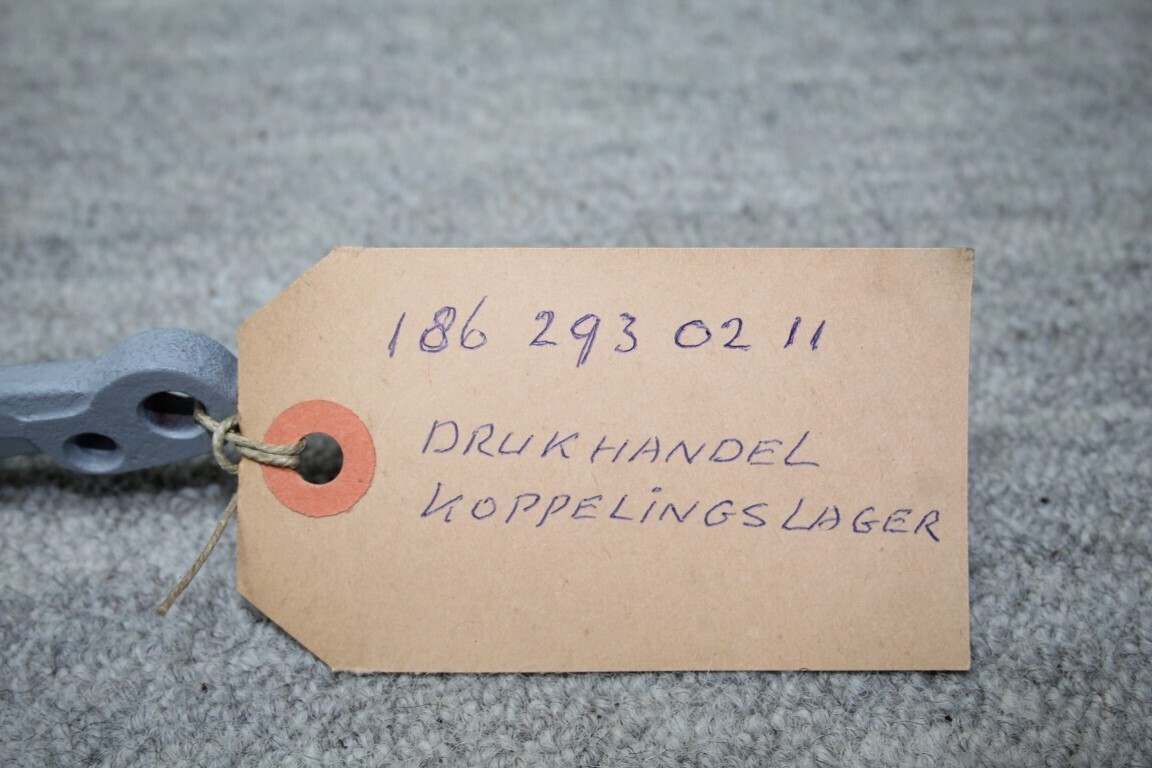 186 293 02 11
DRUKHANDEL
KOPPELINGSLAGER